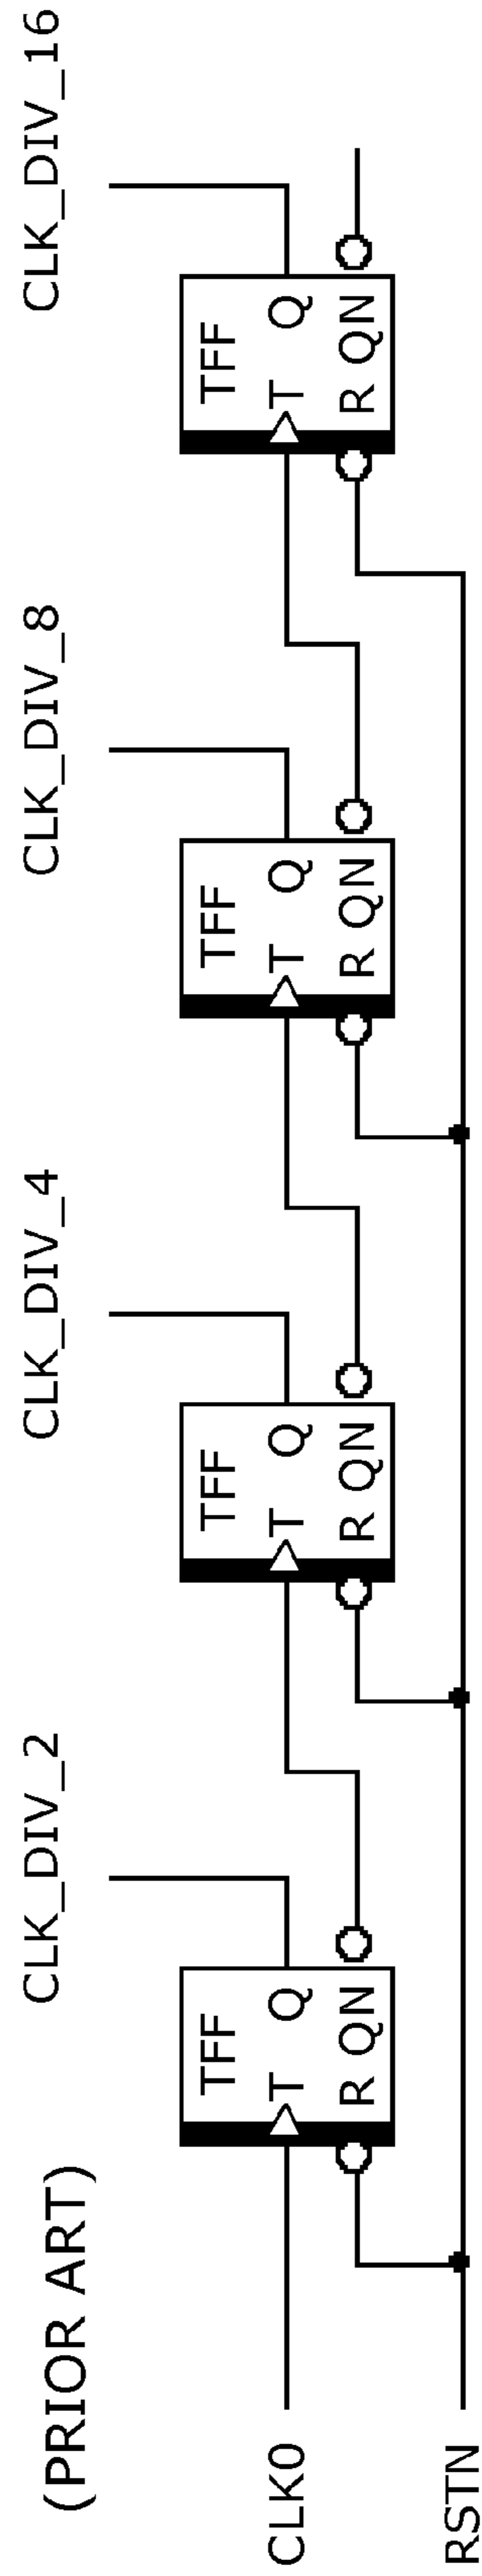 (PRIOR ART)
CLK_DIV_2
CLK_DIV_4
CLK_DIV_8
CLK_DIV_16
TFF
TFF
TFF
TFF
CLK0
T Q
T Q
T Q
T Q
R QN
R QN
R QN
R QN
RSTN